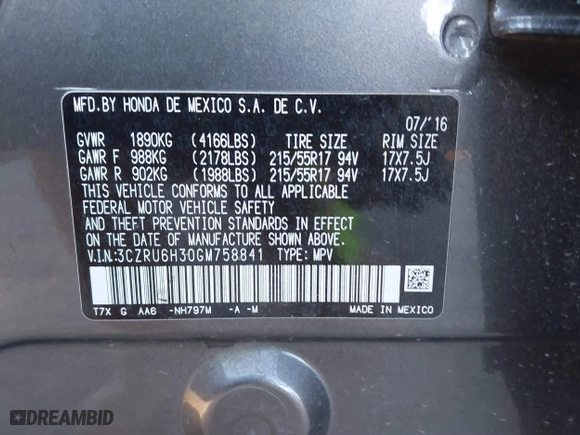 MFD.BY HONDA DE MEXICO S.A. DE C.V.
07/'16
GVWR 1890KG (4166LBS) TIRE SIZE RIM SIZE
GAWR F 988KG (2178LBS) 215/55R17 94V 17X7.5J
GAWR R 902KG (1988LBS) 215/55R17 94V 17X7.5J
THIS VEHICLE CONFORMS TO ALL APPLICABLE
FEDERAL MOTOR VEHICLE SAFETY
AND THEFT PREVENTION STANDARDS IN EFFECT
ON THE DATE OF MANUFACTURE SHOWN ABOVE.
V.I.N:3CZRU6H30GM758841 TYPE: MPV
T7X G AA6 -NH797M -A -M MADE IN MEXICO
DREAMBID